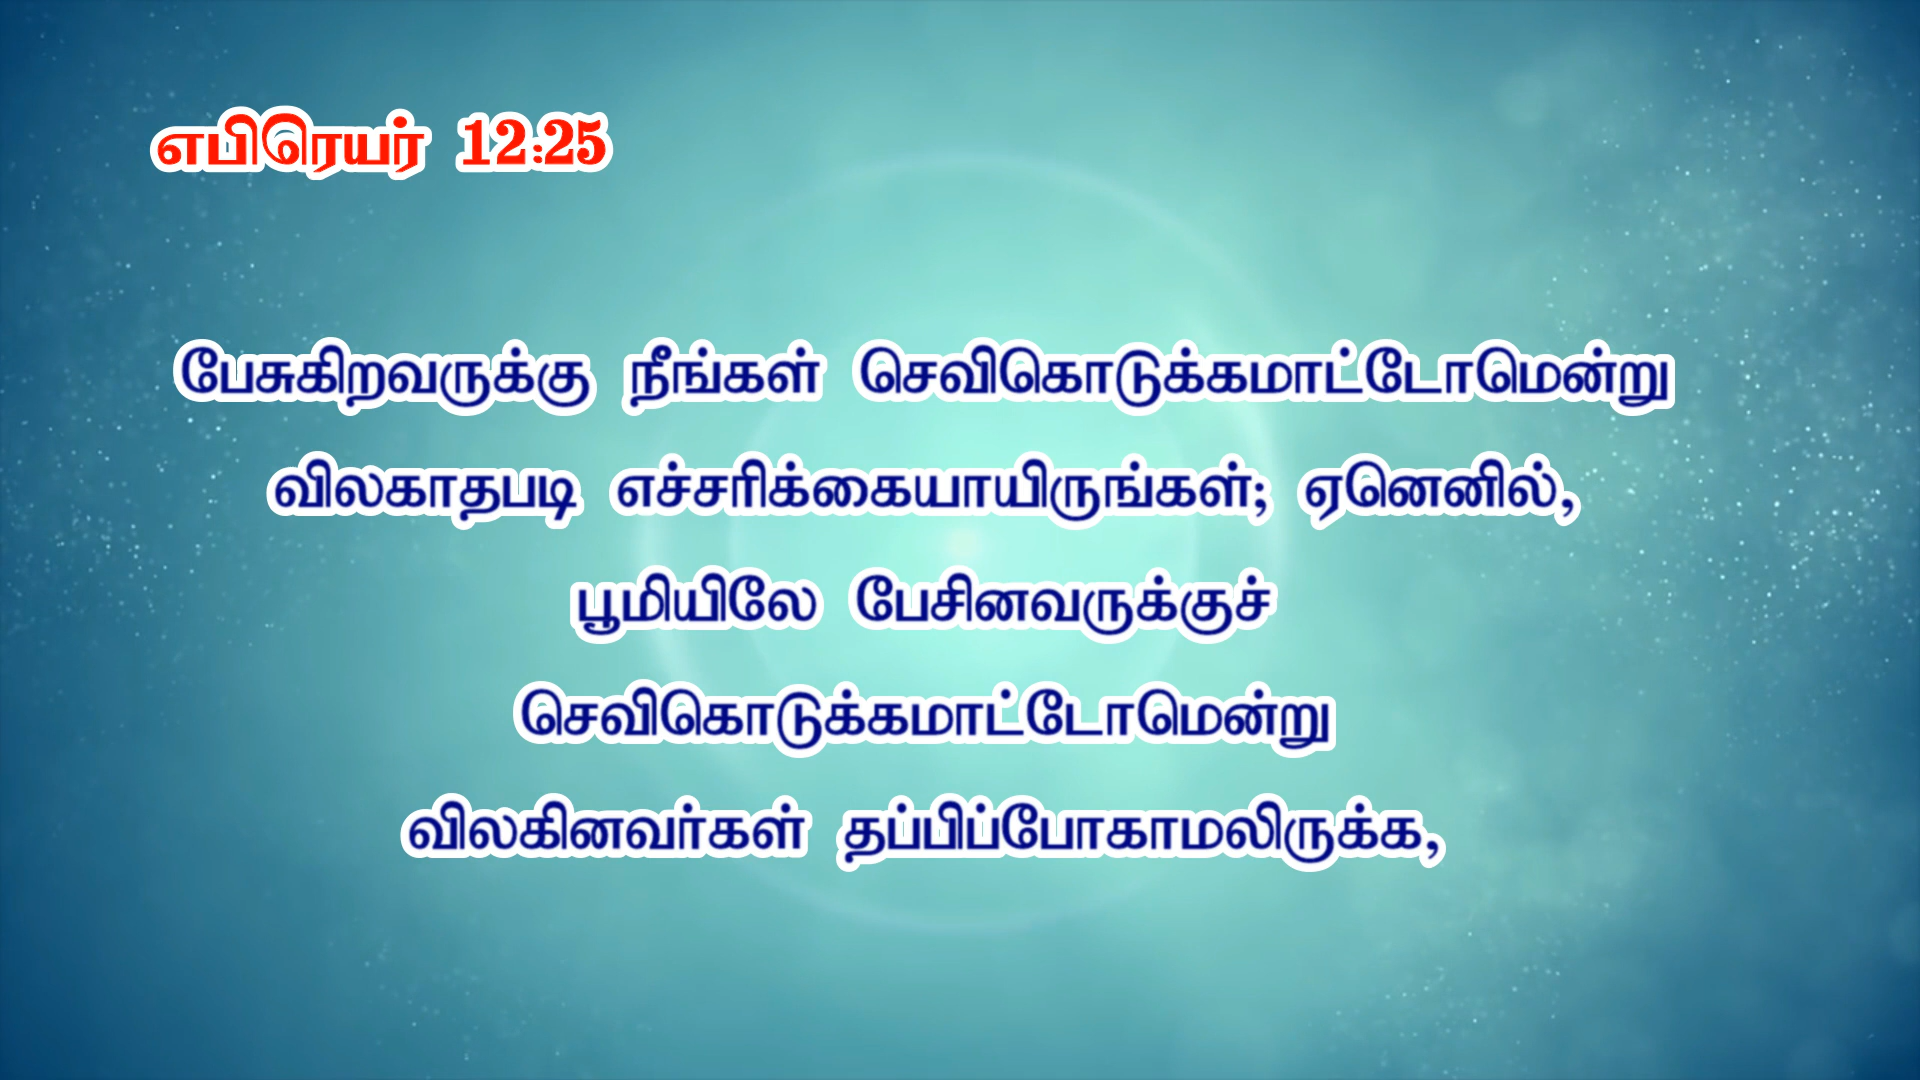 எபிரெயர் 12:25
பேசுகிறவருக்கு நீங்கள் செவிகொடுக்கமாட்டோமென்று
விலகாதபடி எச்சரிக்கையாயிருங்கள்; ஏனெனில்,
பூமியிலே பேசினவருக்குச்
செவிகொடுக்கமாட்டோமென்று
விலகினவர்கள் தப்பிப்போகாமலிருக்க,